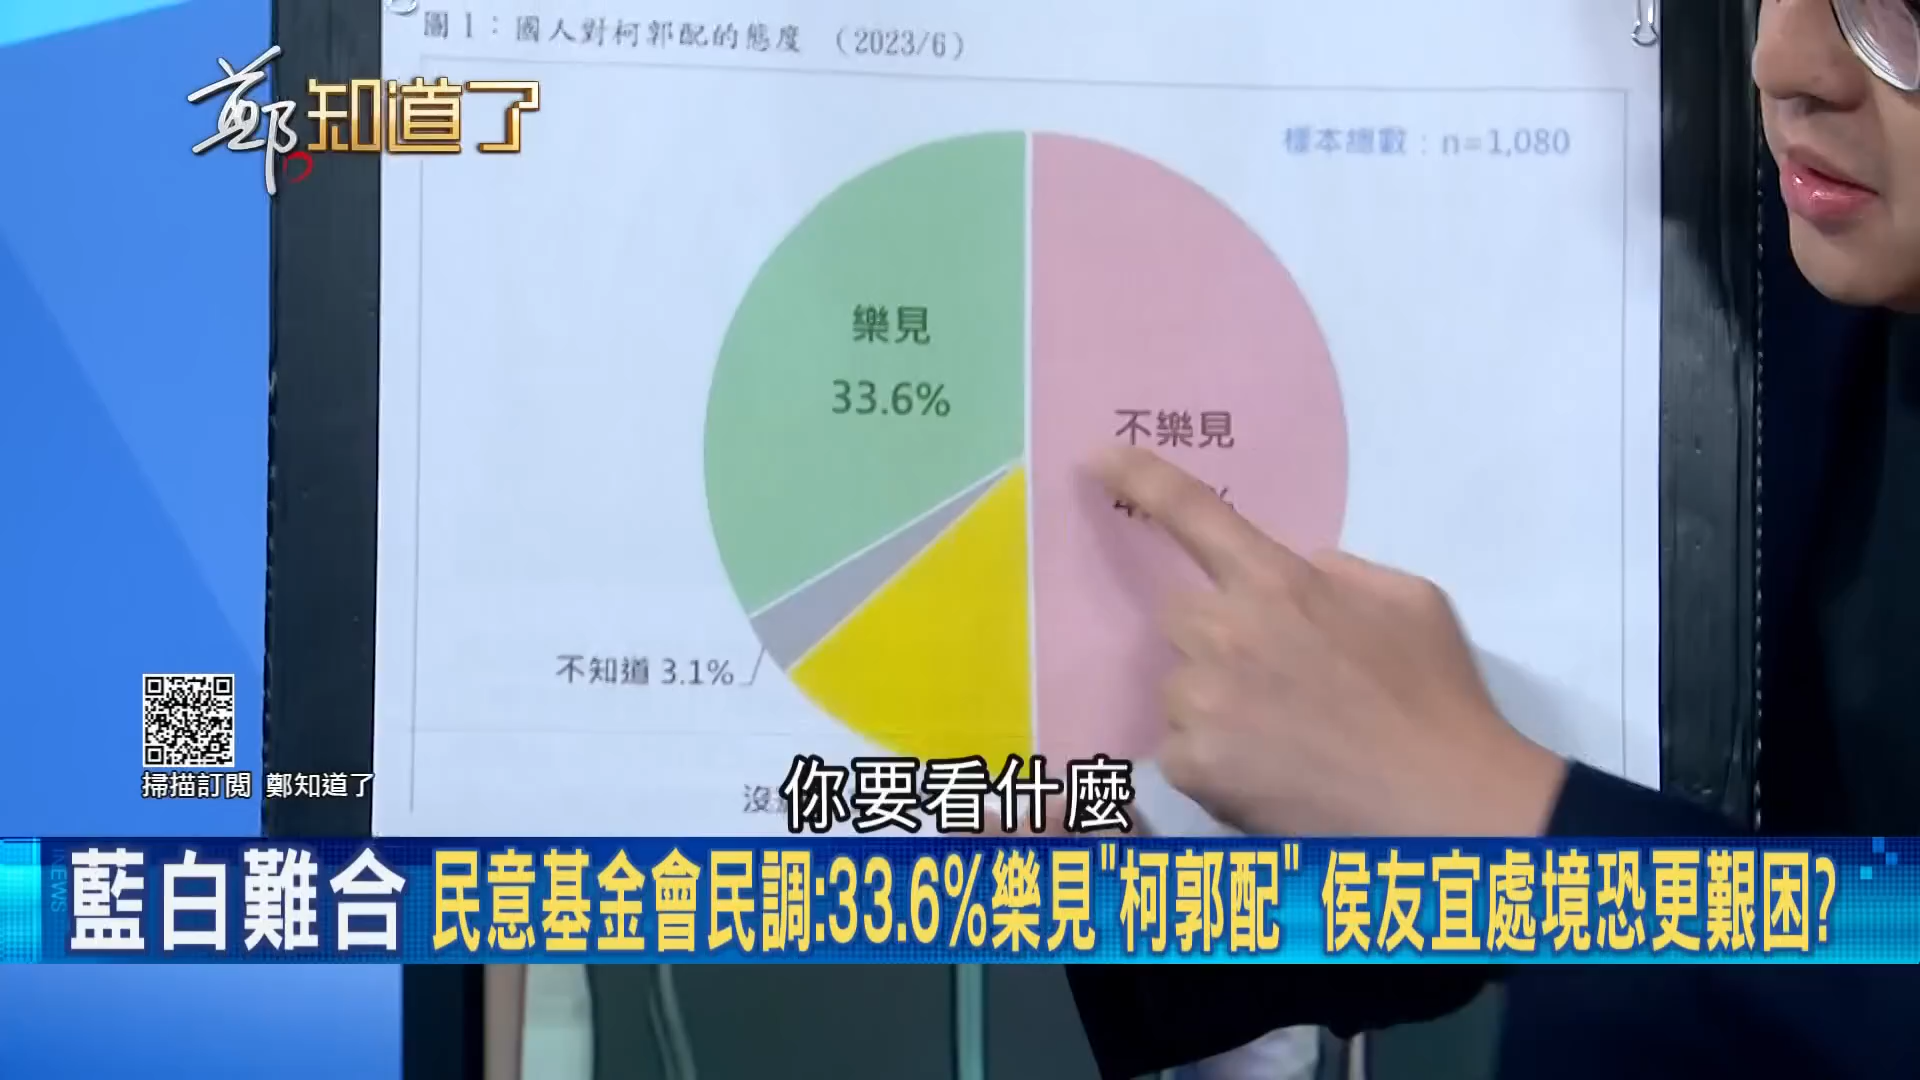 圖1：國人對柯郭配的態度 （2023/6）
鄭知道了
標本總數：n=1,080
樂見
33.6%
不樂見
%
不知道 3.1%
掃描訂閱 鄭知道了
沒
你要看什麼
INEWS
藍白難合
民意基金會民調:33.6%樂見"柯郭配" 侯友宜處境恐更艱困?